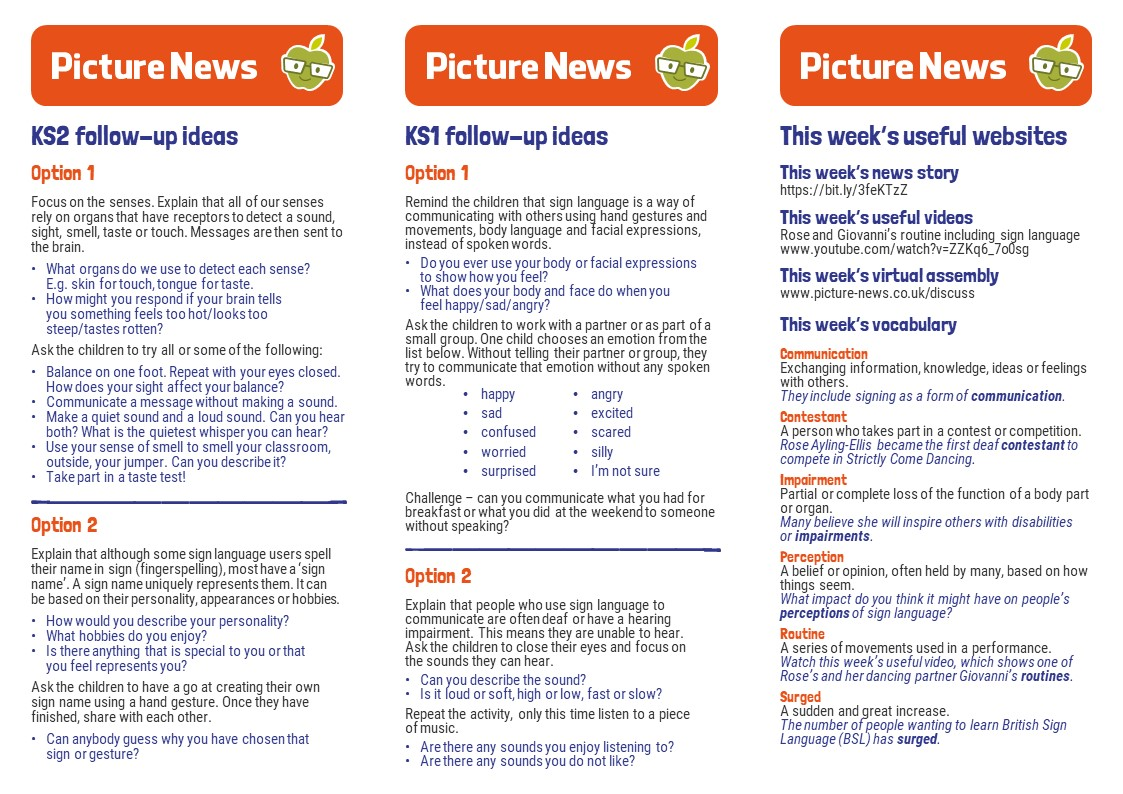 Picture News
KS2 follow-up ideas
Option 1
Focus on the senses. Explain that all of our senses
rely on organs that have receptors to detect a sound,
sight, smell, taste or touch. Messages are then sent to
the brain.
• What organs do we use to detect each sense?
E.g. skin for touch, tongue for taste.
• How might you respond if your brain tells
you something feels too hot/looks too
steep/tastes rotten?
Ask the children to try all or some of the following:
• Balance on one foot. Repeat with your eyes closed.
How does your sight affect your balance?
• Communicate a message without making a sound.
• Make a quiet sound and a loud sound. Can you hear
both? What is the quietest whisper you can hear?
• Use your sense of smell to smell your classroom,
outside, your jumper. Can you describe it?
• Take part in a taste test!
Option 2
Explain that although some sign language users spell
their name in sign (fingerspelling), most have a ‘sign
name’. A sign name uniquely represents them. It can
be based on their personality, appearances or hobbies.
• How would you describe your personality?
• What hobbies do you enjoy?
• Is there anything that is special to you or that
you feel represents you?
Ask the children to have a go at creating their own
sign name using a hand gesture. Once they have
finished, share with each other.
• Can anybody guess why you have chosen that
sign or gesture?
Picture News
KS1 follow-up ideas
Option 1
Remind the children that sign language is a way of
communicating with others using hand gestures and
movements, body language and facial expressions,
instead of spoken words.
• Do you ever use your body or facial expressions
to show how you feel?
• What does your body and face do when you
feel happy/sad/angry?
Ask the children to work with a partner or as part of a
small group. One child chooses an emotion from the
list below. Without telling their partner or group, they
try to communicate that emotion without any spoken
words.
• happy • angry
• sad • excited
• confused • scared
• worried • silly
• surprised • I’m not sure
Challenge – can you communicate what you had for
breakfast or what you did at the weekend to someone
without speaking?
Option 2
Explain that people who use sign language to
communicate are often deaf or have a hearing
impairment. This means they are unable to hear.
Ask the children to close their eyes and focus on
the sounds they can hear.
• Can you describe the sound?
• Is it loud or soft, high or low, fast or slow?
Repeat the activity, only this time listen to a piece
of music.
• Are there any sounds you enjoy listening to?
• Are there any sounds you do not like?
Picture News
This week’s useful websites
This week’s news story
https://bit.ly/3feKTzZ
This week’s useful videos
Rose and Giovanni’s routine including sign language
www.youtube.com/watch?v=ZZKq6_7o0sg
This week’s virtual assembly
www.picture-news.co.uk/discuss
This week’s vocabulary
Communication
Exchanging information, knowledge, ideas or feelings
with others.
They include signing as a form of communication.
Contestant
A person who takes part in a contest or competition.
Rose Ayling-Ellis became the first deaf contestant to
compete in Strictly Come Dancing.
Impairment
Partial or complete loss of the function of a body part
or organ.
Many believe she will inspire others with disabilities
or impairments.
Perception
A belief or opinion, often held by many, based on how
things seem.
What impact do you think it might have on people’s
perceptions of sign language?
Routine
A series of movements used in a performance.
Watch this week’s useful video, which shows one of
Rose’s and her dancing partner Giovanni’s routines.
Surged
A sudden and great increase.
The number of people wanting to learn British Sign
Language (BSL) has surged.